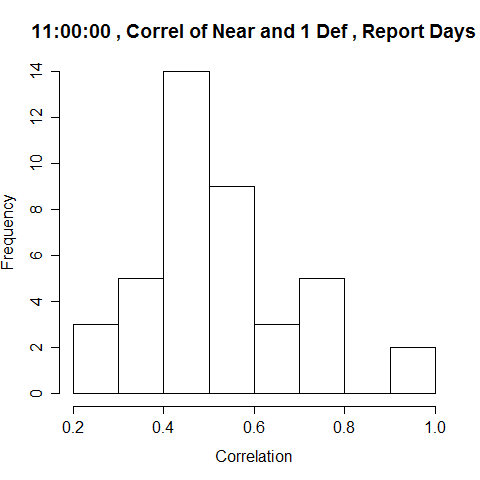 11:00:00 , Correl of Near and 1 Def , Report Days
Frequency
14
12
10
8
6
4
2
0
0.2 0.4 0.6 0.8 1.0
Correlation